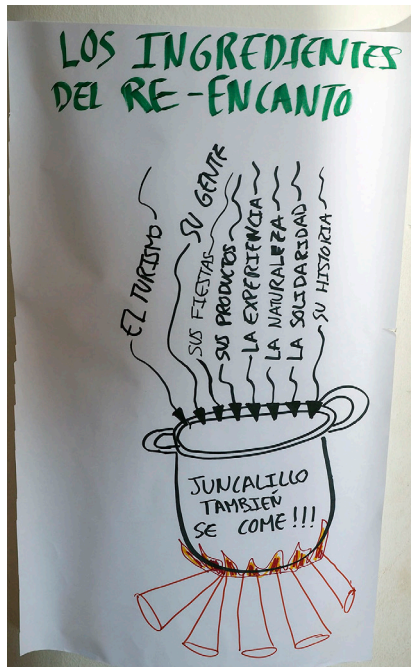 LOS INGREDIENTES
DEL RE-ENCANTO
EL TURISMO
SU GENTE
SUS FIESTAS
SUS PRODUCTOS
LA EXPERIENCIA
LA NATURALEZA
LA SOLIDARIDAD
SU HISTORIA
JUNCALILLO
TAMBIÉN
SE COME!!!